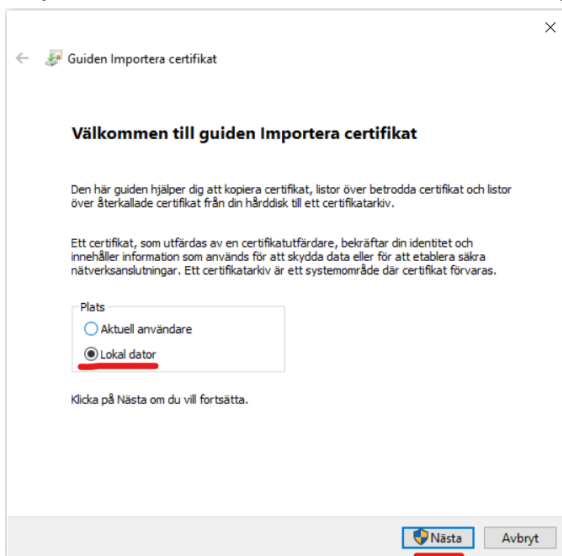 Guiden Importera certifikat
Välkommen till guiden Importera certifikat
Den här guiden hjälper dig att kopiera certifikat, listor över betrodda certifikat och listor
över återkallade certifikat från din hårddisk till ett certifikatarkiv.
Ett certifikat, som utfärdas av en certifikatutfärdare, bekräftar din identitet och
innehåller information som används för att skydda data eller för att etablera säkra
nätverksanslutningar. Ett certifikatarkiv är ett systemområde där certifikat förvaras.
Plats
Aktuell användare
Lokal dator
Klicka på Nästa om du vill fortsätta.
Nästa Avbryt